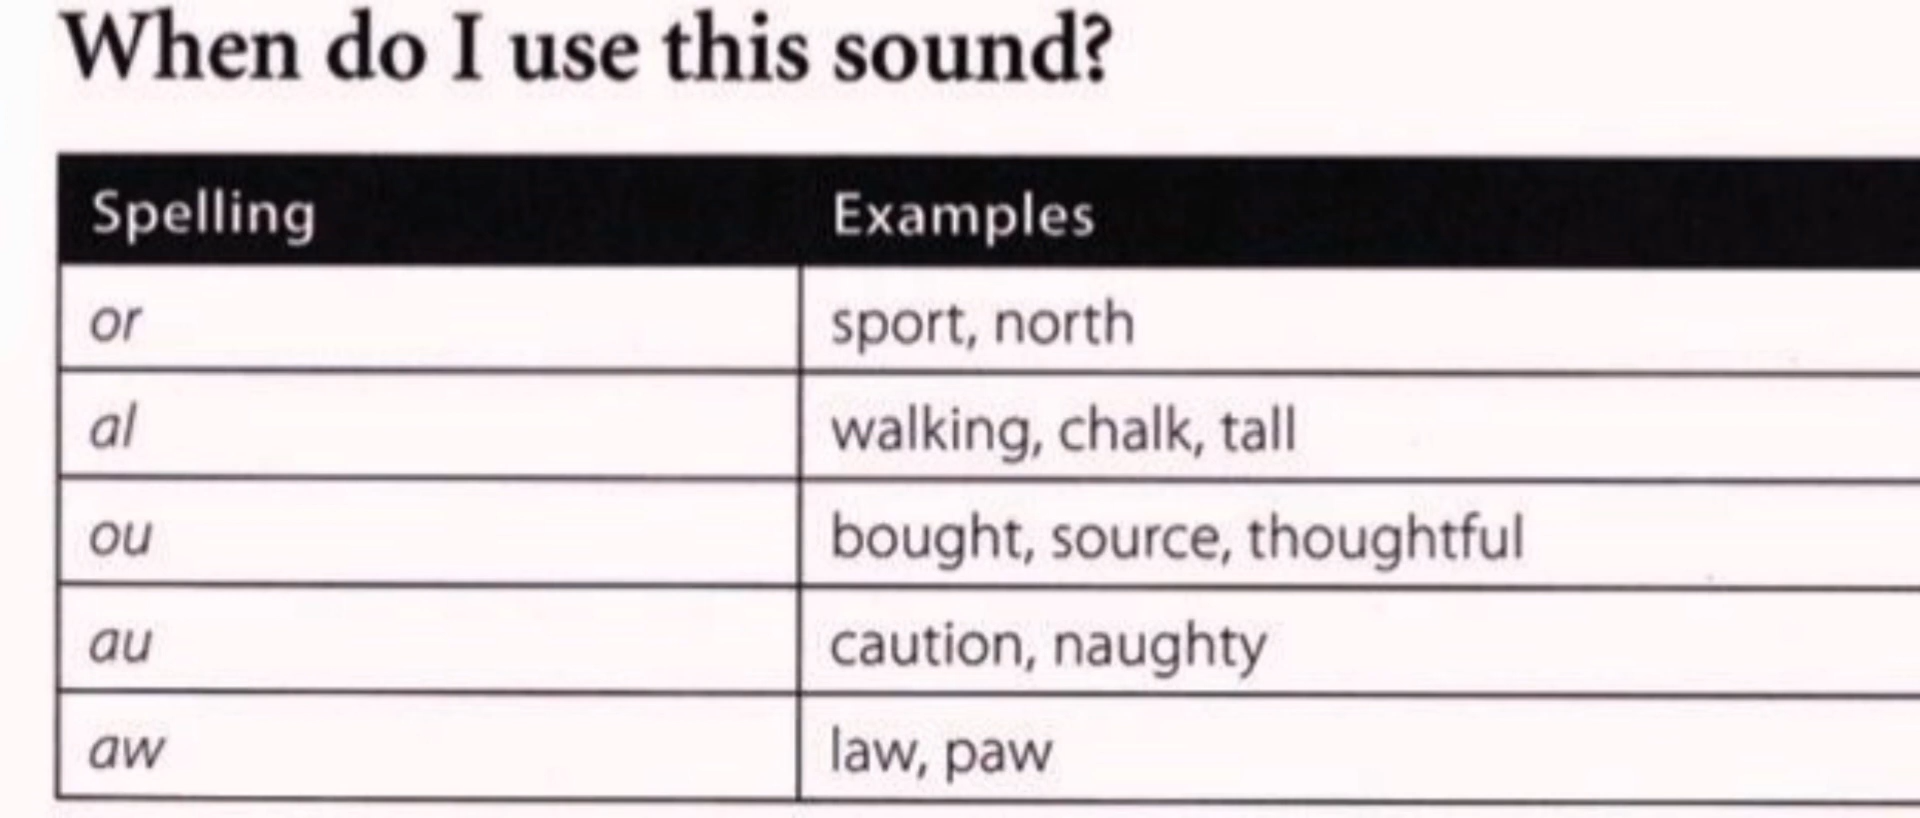 When do I use this sound?
Spelling Examples
or sport, north
al walking, chalk, tall
ou bought, source, thoughtful
au caution, naughty
aw law, paw